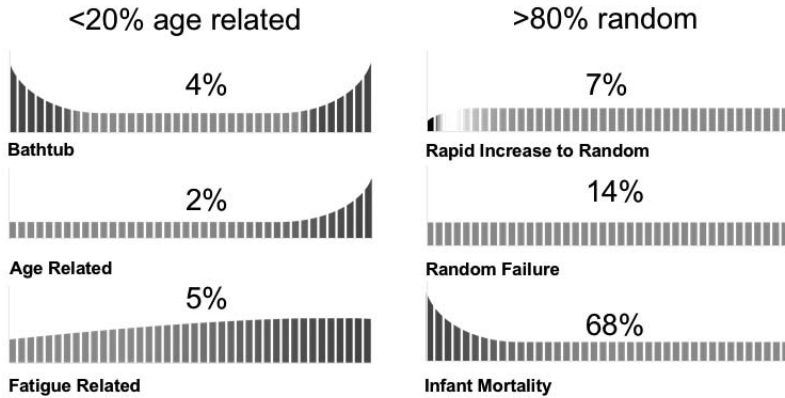 <20% age related
4%
Bathtub
2%
Age Related
5%
Fatigue Related
>80% random
7%
Rapid Increase to Random
14%
Random Failure
68%
Infant Mortality